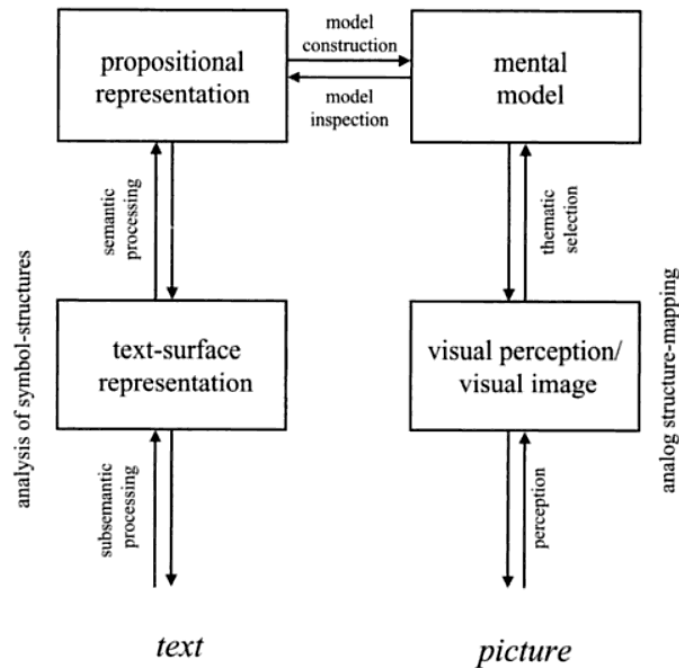 propositional
representation
model
construction
model
inspection
mental
model
semantic
processing
thematic
selection
analysis of symbol-structures
text-surface
representation
visual perception/
visual image
analog structure-mapping
subsemantic
processing
perception
text
picture